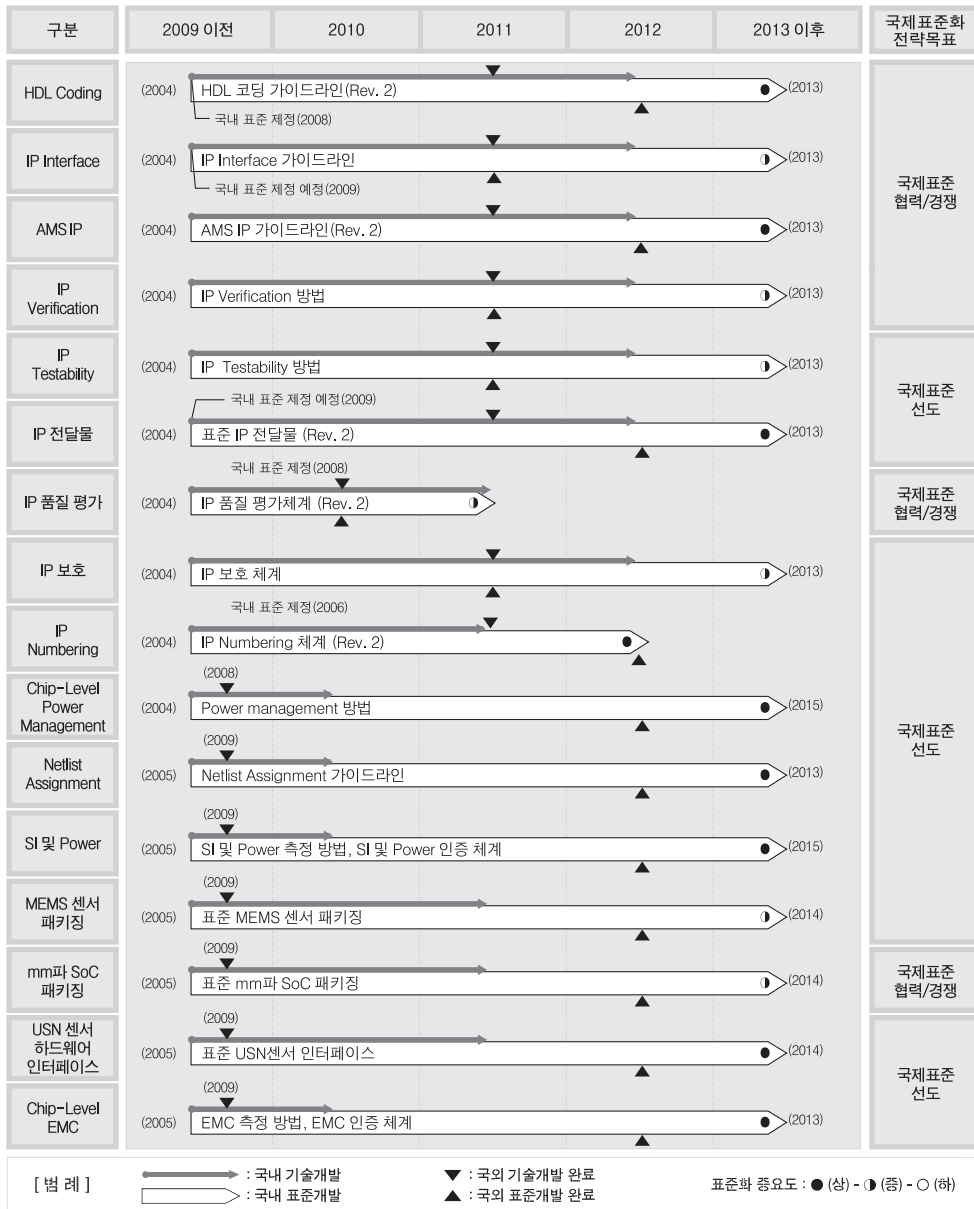 구분
2009 이전
2010
2011
2012
2013 이후
국제표준화
전략목표
HDL Coding
(2004)
HDL 코딩 가이드라인(Rev. 2)
(2013)
국내 표준 제정(2008)
IP Interface
(2004)
IP Interface 가이드라인
(2013)
국내 표준 제정 예정(2009)
국제표준
협력/경쟁
AMS IP
(2004)
AMS IP 가이드라인(Rev. 2)
(2013)
IP
Verification
(2004)
IP Verification 방법
(2013)
IP
Testability
(2004)
IP Testability 방법
(2013)
국제표준
선도
국내 표준 제정 예정(2009)
IP 전달물
(2004)
표준 IP 전달물 (Rev. 2)
(2013)
국내 표준 제정(2008)
IP 품질 평가
(2004)
IP 품질 평가체계 (Rev. 2)
국제표준
협력/경쟁
IP 보호
(2004)
IP 보호 체계
(2013)
국내 표준 제정(2006)
IP
Numbering
(2004)
IP Numbering 체계 (Rev. 2)
(2008)
Chip-Level
Power
Management
(2004)
Power management 방법
(2015)
국제표준
선도
(2009)
Netlist
Assignment
(2005)
Netlist Assignment 가이드라인
(2013)
(2009)
SI 및 Power
(2005)
SI 및 Power 측정 방법, SI 및 Power 인증 체계
(2015)
(2009)
MEMS 센서
패키징
(2005)
표준 MEMS 센서 패키징
(2014)
(2009)
mm파 SoC
패키징
(2005)
표준 mm파 SoC 패키징
(2014)
국제표준
협력/경쟁
(2009)
USN 센서
하드웨어
인터페이스
(2005)
표준 USN센서 인터페이스
(2014)
국제표준
선도
(2009)
Chip-Level
EMC
(2005)
EMC 측정 방법, EMC 인증 체계
(2013)
[ 범 례 ]
: 국내 기술개발
▼ : 국외 기술개발 완료
: 국내 표준개발
▲ : 국외 표준개발 완료
표준화 중요도 : ● (상) - ◑ (중) - ○ (하)